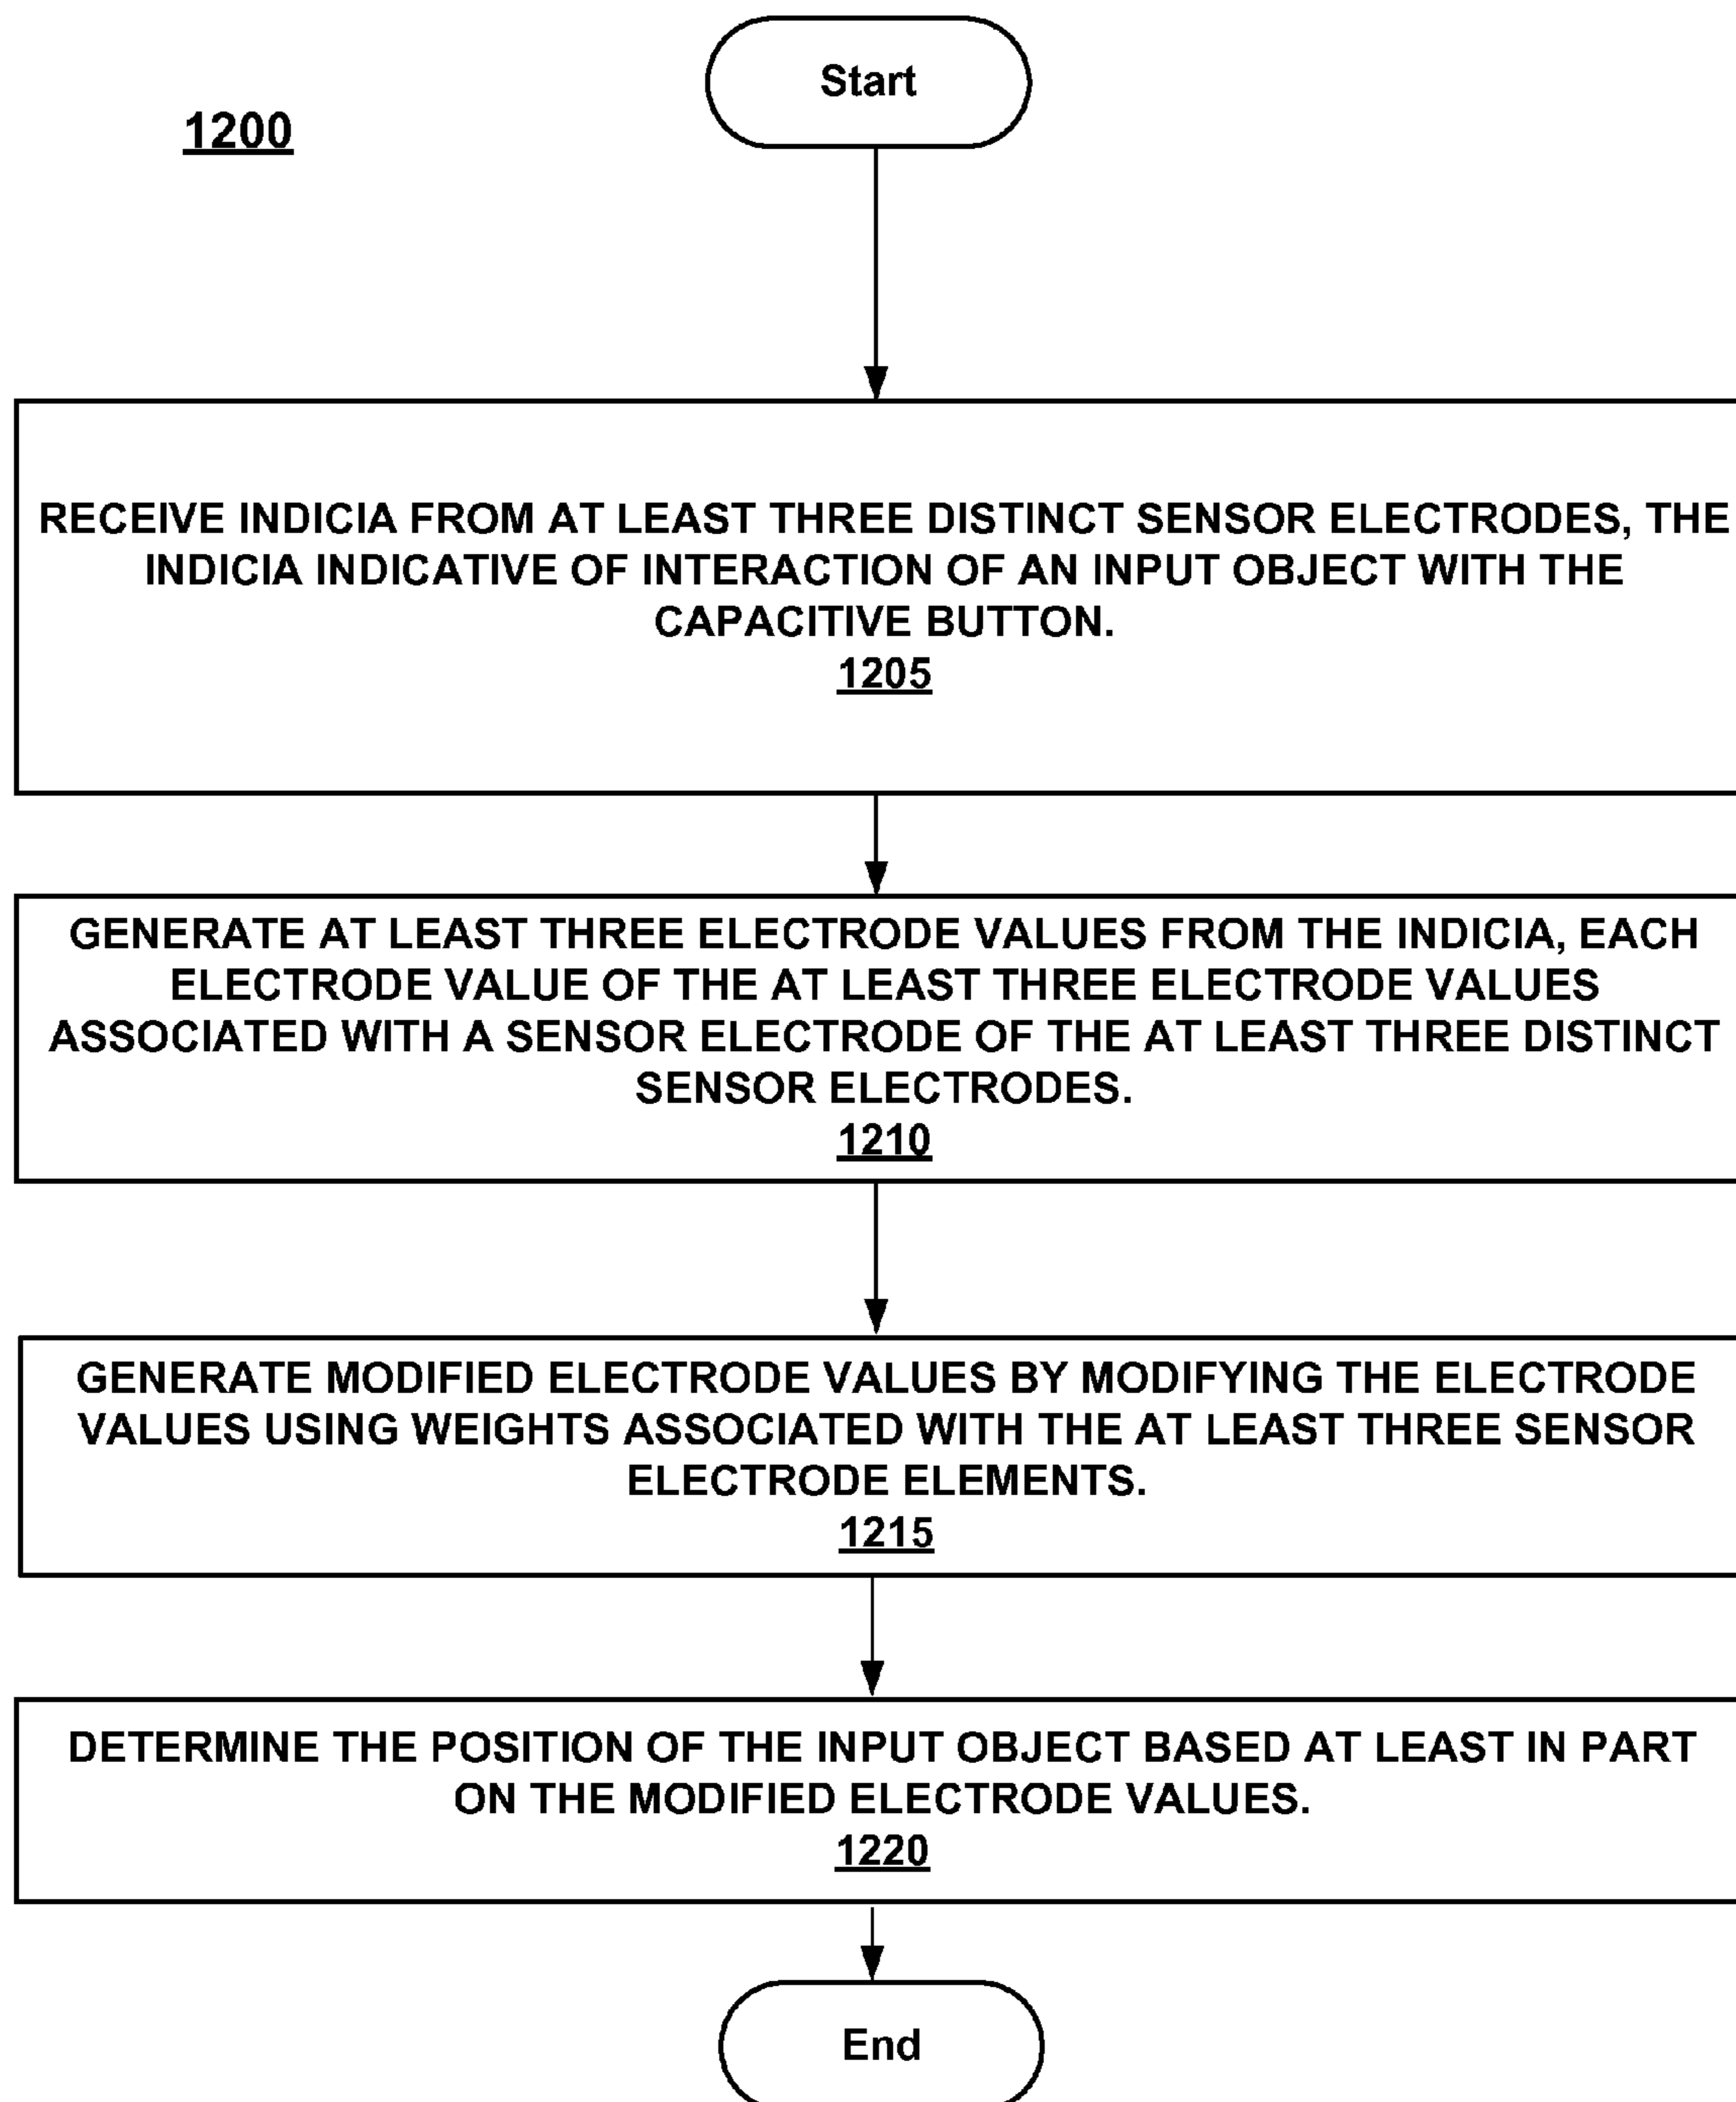 Start
1200
RECEIVE INDICIA FROM AT LEAST THREE DISTINCT SENSOR ELECTRODES, THE
INDICIA INDICATIVE OF INTERACTION OF AN INPUT OBJECT WITH THE
CAPACITIVE BUTTON.
1205
GENERATE AT LEAST THREE ELECTRODE VALUES FROM THE INDICIA, EACH
ELECTRODE VALUE OF THE AT LEAST THREE ELECTRODE VALUES
ASSOCIATED WITH A SENSOR ELECTRODE OF THE AT LEAST THREE DISTINCT
SENSOR ELECTRODES.
1210
GENERATE MODIFIED ELECTRODE VALUES BY MODIFYING THE ELECTRODE
VALUES USING WEIGHTS ASSOCIATED WITH THE AT LEAST THREE SENSOR
ELECTRODE ELEMENTS.
1215
DETERMINE THE POSITION OF THE INPUT OBJECT BASED AT LEAST IN PART
ON THE MODIFIED ELECTRODE VALUES.
1220
End